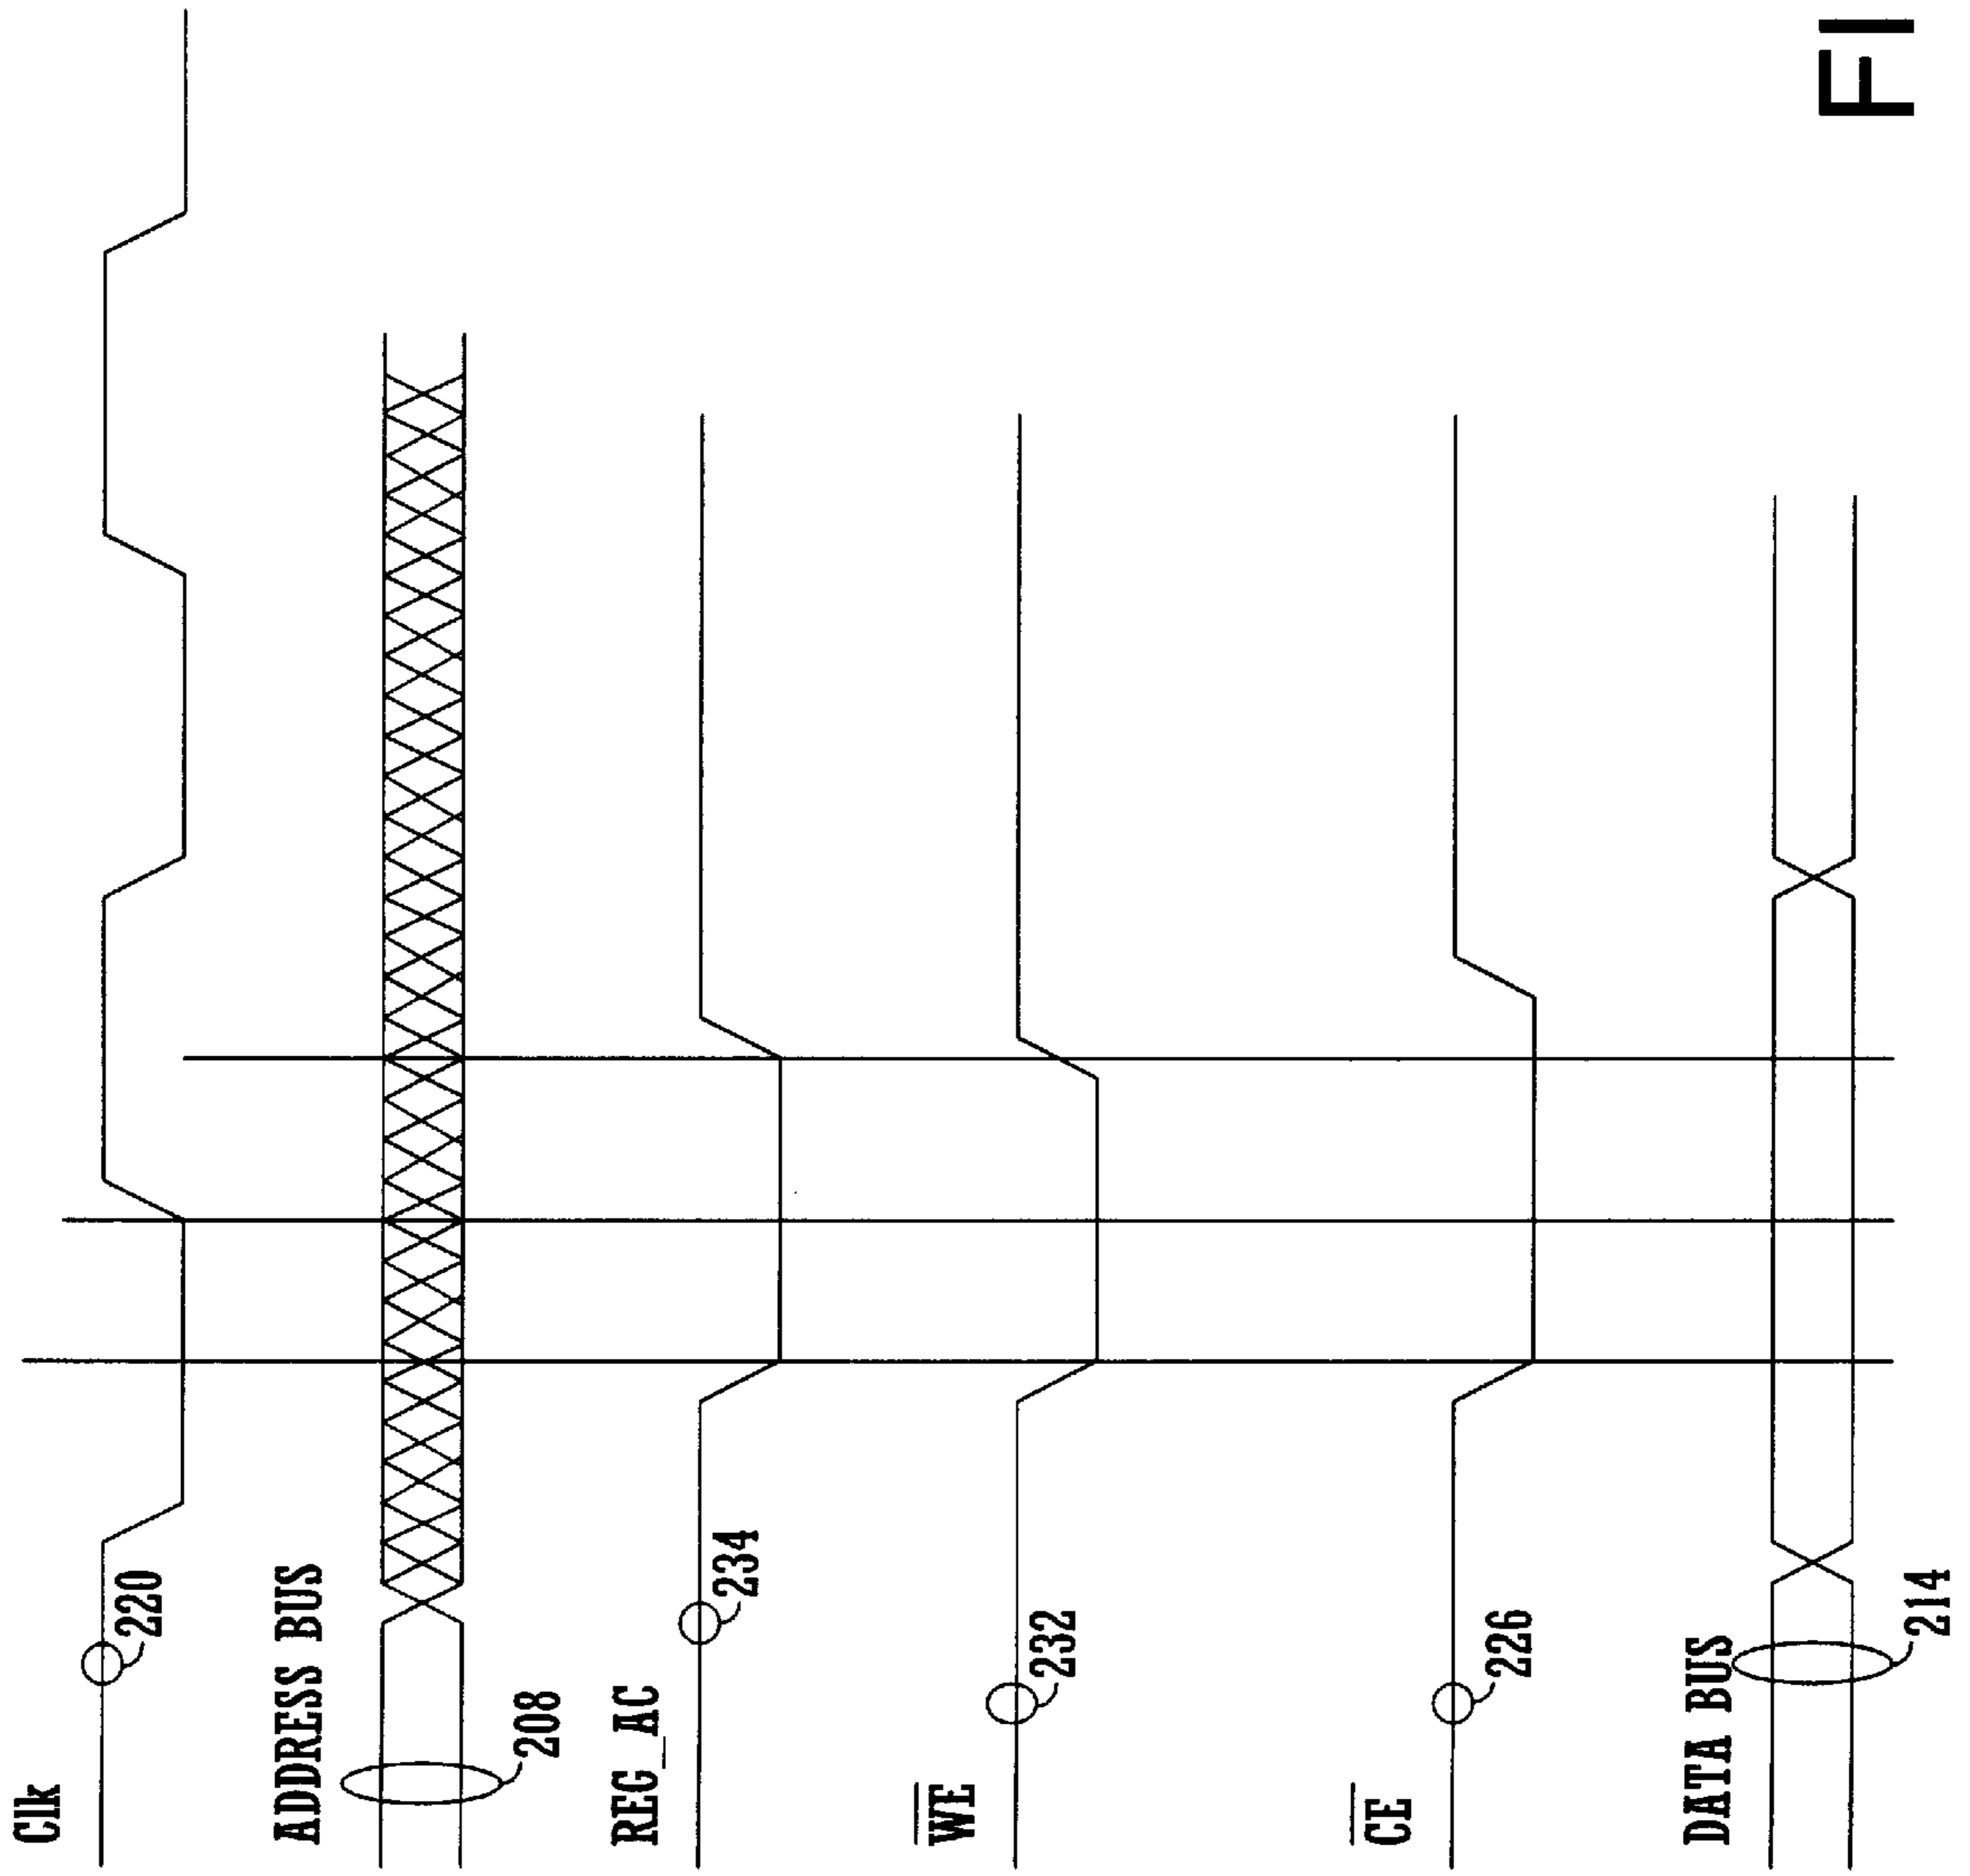 Clk
220
ADDRESS BUS
208
REG_AC
234
WE
232
CE
226
DATA BUS
214
FI